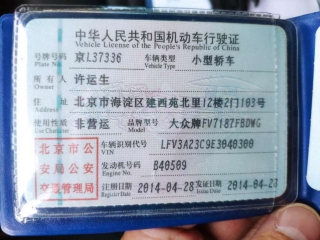 中华人民共和国机动车行驶证
Vehicle License of the People's Republic of China
号牌号码 京L37336 车辆类型 小型轿车
Plate No. Vehicle Type
所有人 许运生
Owner
住址 北京市海淀区建西苑北里12楼2门103号
Address
使用性质 非营运 品牌型号 大众牌FV7187FBDWG
Use Character Model
北京市公 车辆识别代号 LFV3A23C9E3040300
VIN
安局公安 发动机号码 B40509
Engine No.
交通管理局 注册日期 2014-04-28 发证日期 2014-04-28
Register Date Issue Date